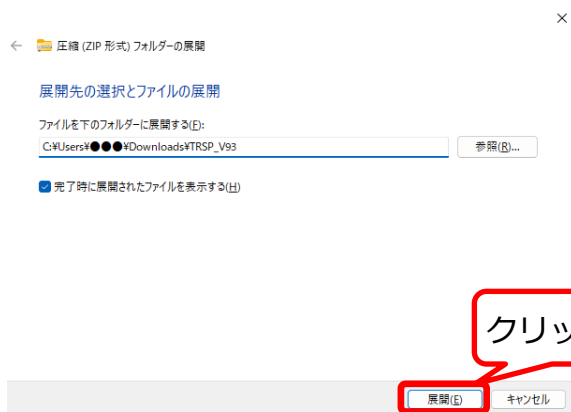 圧縮 (ZIP 形式) フォルダーの展開
展開先の選択とファイルの展開
ファイルを下のフォルダーに展開する(F):
C:¥Users¥●●●¥Downloads¥TRSP_V93
参照(R)...
完了時に展開されたファイルを表示する(H)
クリッ
展開(E)
キャンセル